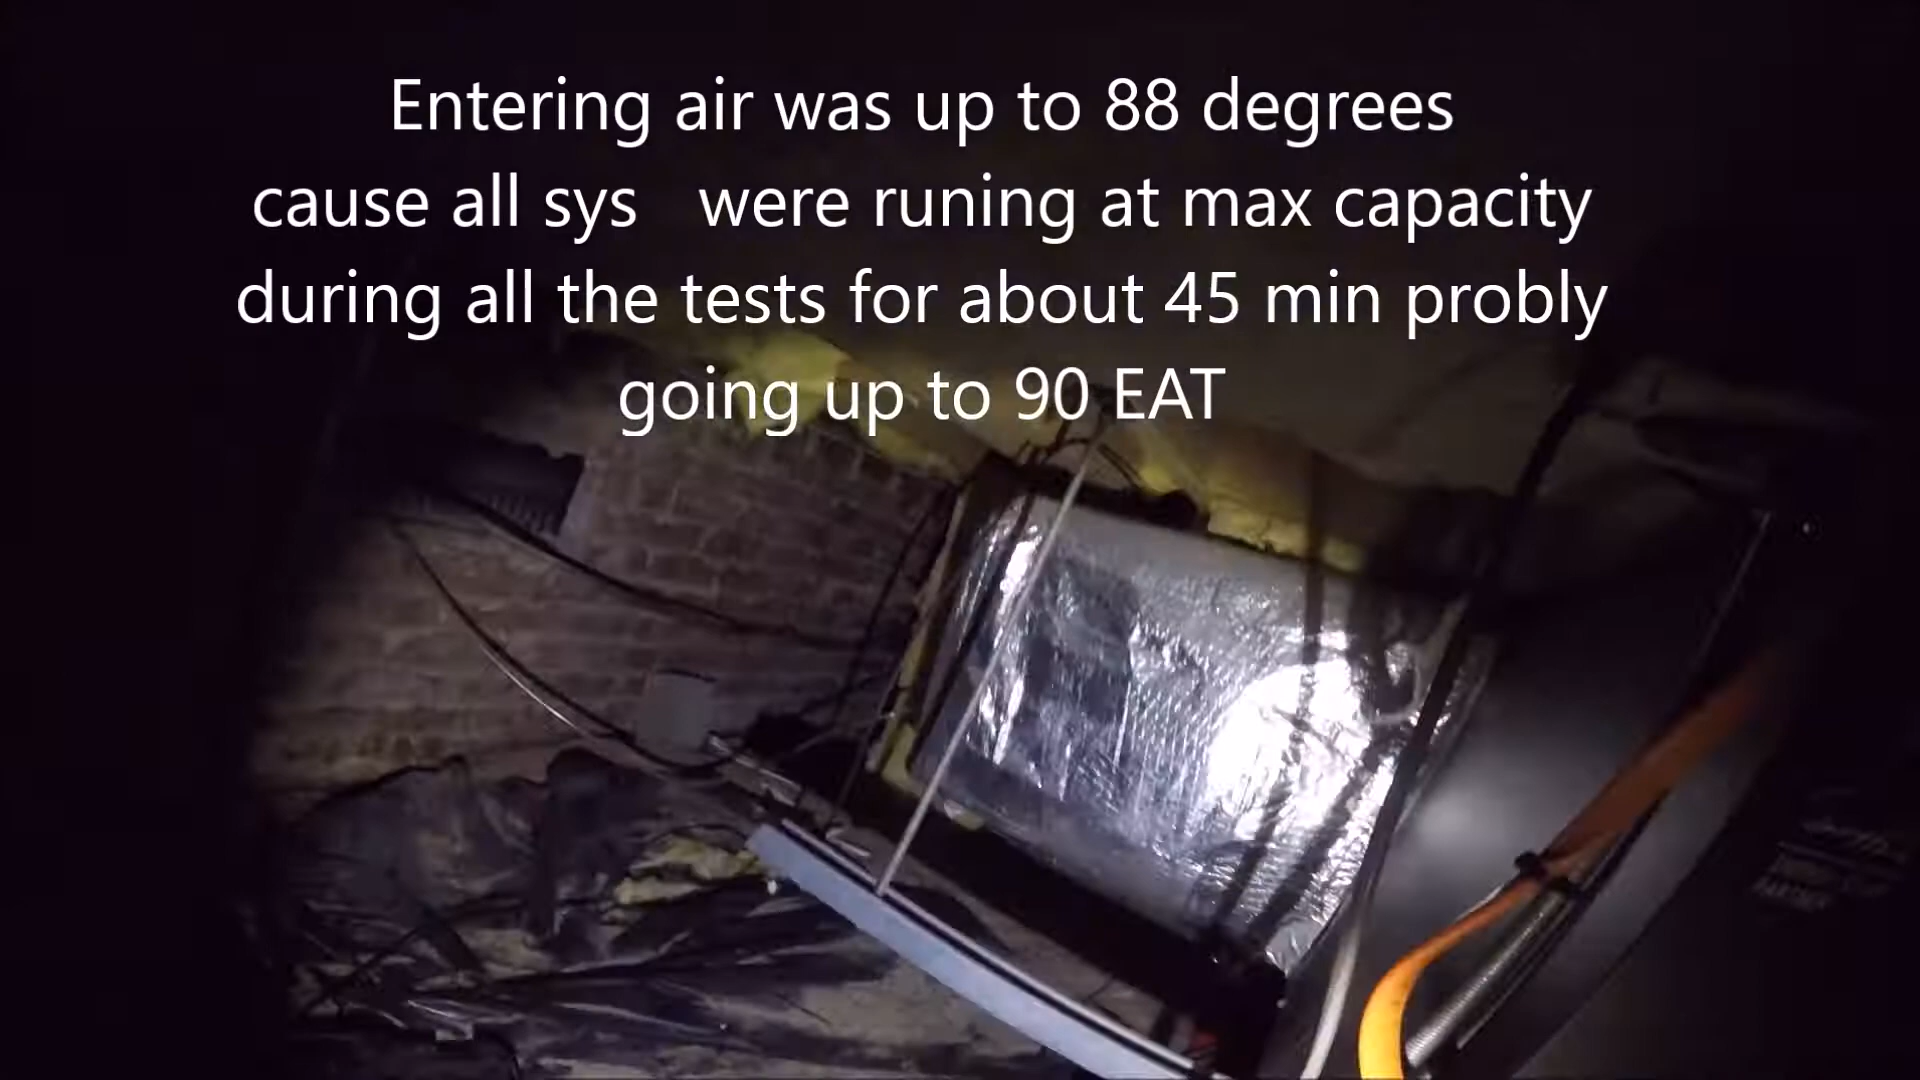 Entering air was up to 88 degrees
cause all sys were runing at max capacity
during all the tests for about 45 min probly
going up to 90 EAT